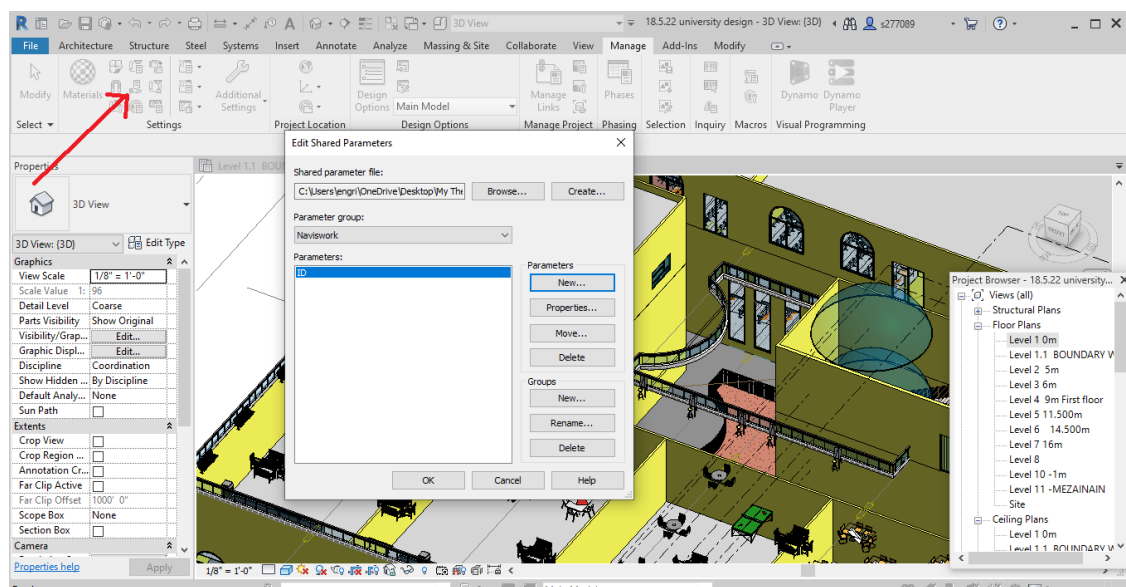 3D View
18.5.22 university design - 3D View: {3D}
s277089
File Architecture Structure Steel Systems Insert Annotate Analyze Massing & Site Collaborate View Manage Add-Ins Modify
Modify Materials Additional Settings Design Options Main Model Manage Links Phases Dynamo Dynamo Player
Select Settings Project Location Design Options Manage Project Phasing Selection Inquiry Macros Visual Programming
Edit Shared Parameters
Properties
Level 1.1 BOU
3D View
3D View: {3D}
Edit Type
Graphics
View Scale 1/8" = 1'-0"
Scale Value 1: 96
Detail Level Coarse
Parts Visibility Show Original
Visibility/Grap... Edit...
Graphic Displ... Edit...
Discipline Coordination
Show Hidden ... By Discipline
Default Analy... None
Sun Path
Extents
Crop View
Crop Region ...
Annotation Cr...
Far Clip Active
Far Clip Offset 1000' 0"
Scope Box None
Section Box
Camera
Properties help
Apply
Shared parameter file:
C:\Users\engri\OneDrive\Desktop\My The
Browse...
Create...
Parameter group:
Naviswork
Parameters:
ID
Parameters
New...
Properties...
Move...
Delete
Groups
New...
Rename...
Delete
OK
Cancel
Help
Project Browser - 18.5.22 university...
Views (all)
Structural Plans
Floor Plans
Level 1 0m
Level 1.1 BOUNDARY W
Level 2 5m
Level 3 6m
Level 4 9m First floor
Level 5 11.500m
Level 6 14.500m
Level 7 16m
Level 8
Level 10 -1m
Level 11 -MEZAINAIN
Site
Ceiling Plans
Level 1 0m
Level 1.1 BOUNDARY W
1/8" = 1'-0"